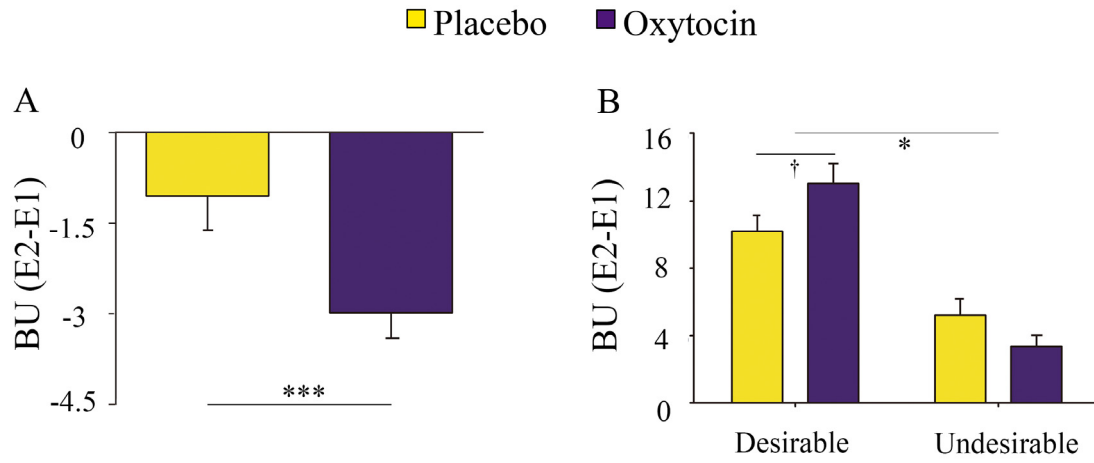 Placebo Oxytocin
A
BU (E2-E1)
0
-1.5
-3
-4.5
***
B
BU (E2-E1)
16
12
8
4
0
*
†
Desirable Undesirable